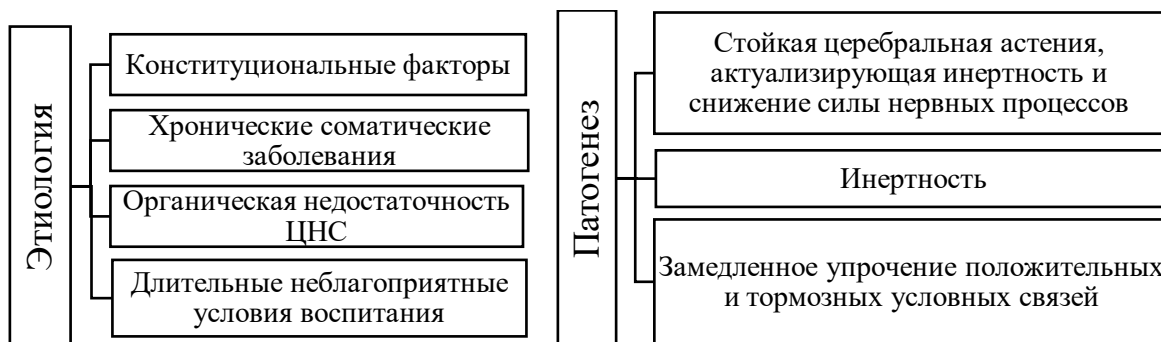 Этиология
Конституциональные факторы
Хронические соматические
заболевания
Органическая недостаточность
ЦНС
Длительные неблагоприятные
условия воспитания
Патогенез
Стойкая церебральная астения,
актуализирующая инертность и
снижение силы нервных процессов
Инертность
Замедленное упрочение положительных
и тормозных условных связей